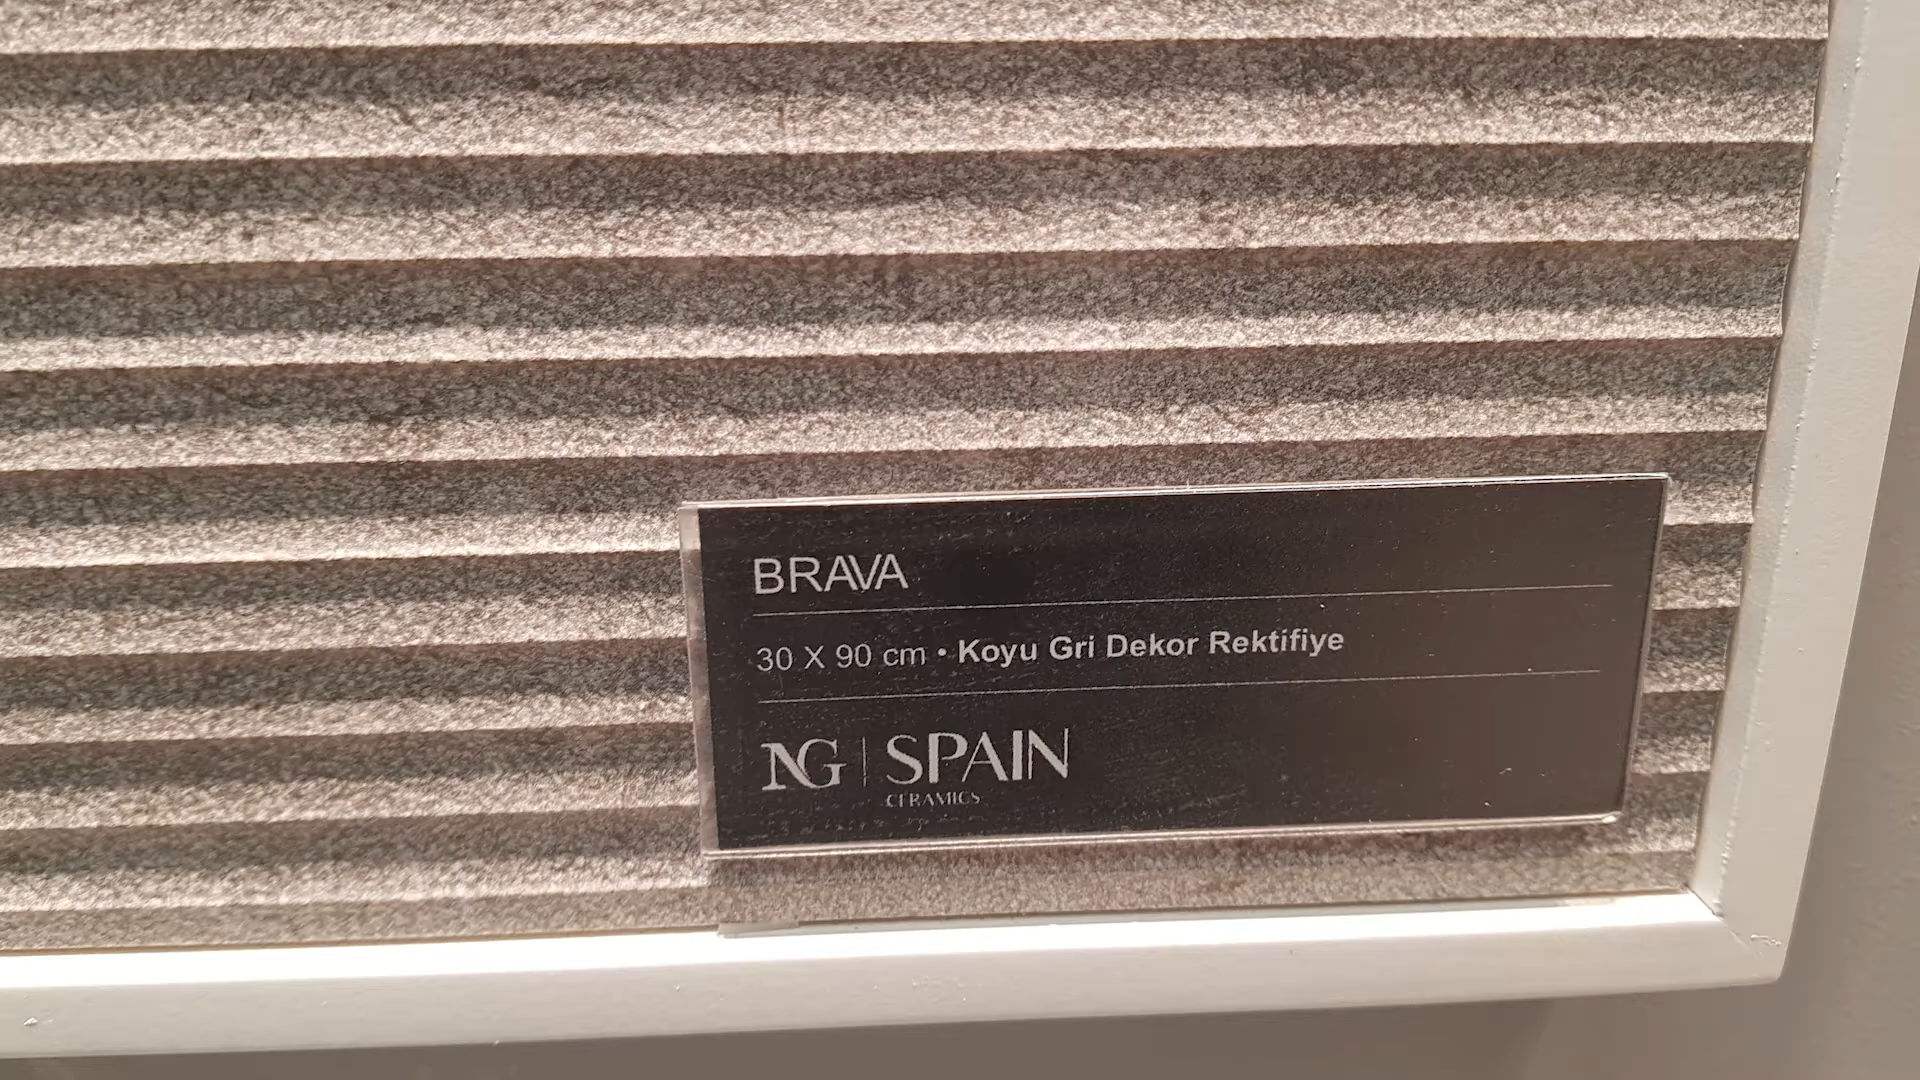 BRAVA
30 X 90 cm • Koyu Gri Dekor Rektifiye
NG | SPAIN
CERAMICS